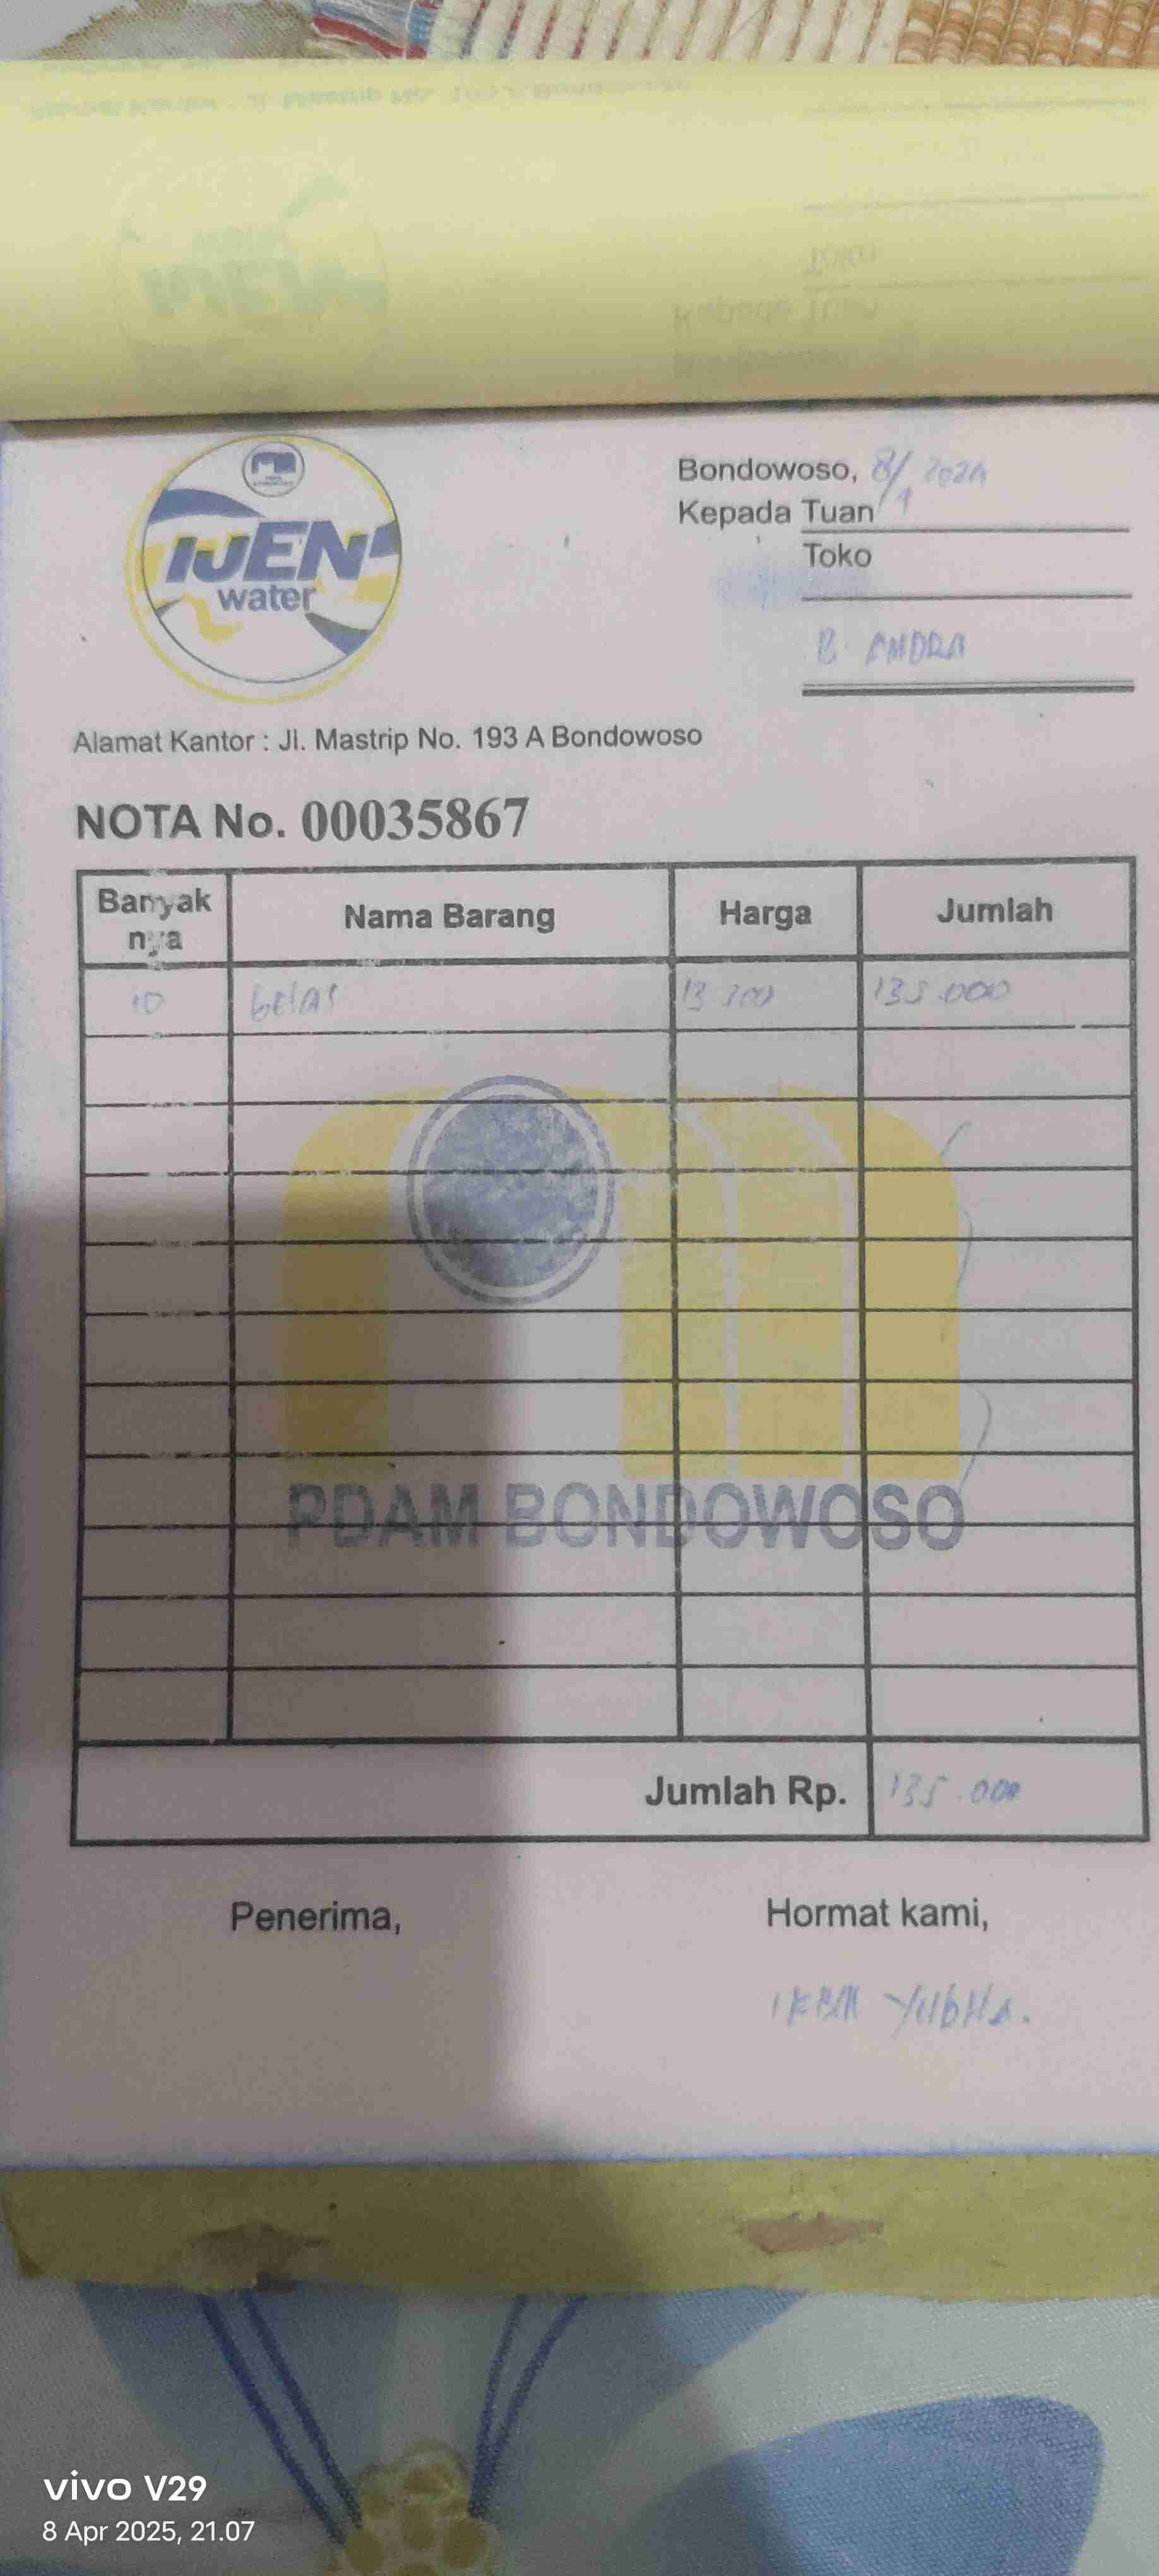 IJEN
water
Bondowoso, 8/1 2024
Kepada Tuan
Toko
B. ANDRA
Alamat Kantor : Jl. Mastrip No. 193 A Bondowoso
NOTA No. 00035867
Banyak
nya
Nama Barang
Harga
Jumlah
10 gelas 13 500 135.000
PDAM BONDOWOSO
Jumlah Rp. 135.000
Penerima,
Hormat kami,
vivo V29
8 Apr 2025, 21.07